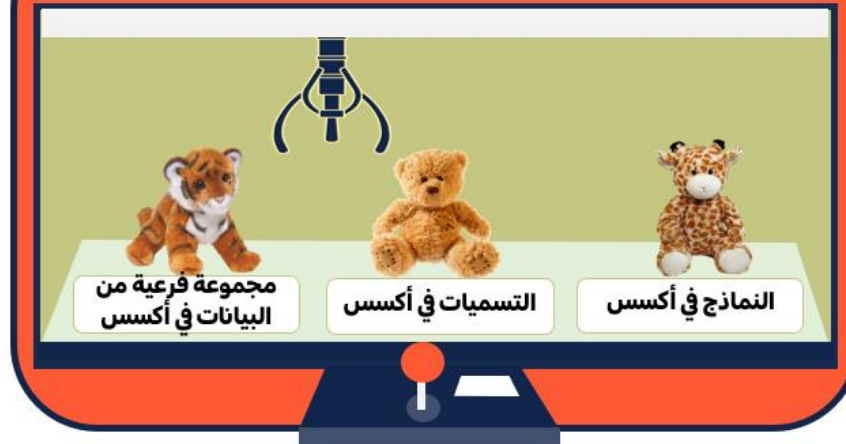 النماذج في أكسس
التسميات في أكسس
مجموعة فرعية من
البيانات في أكسس